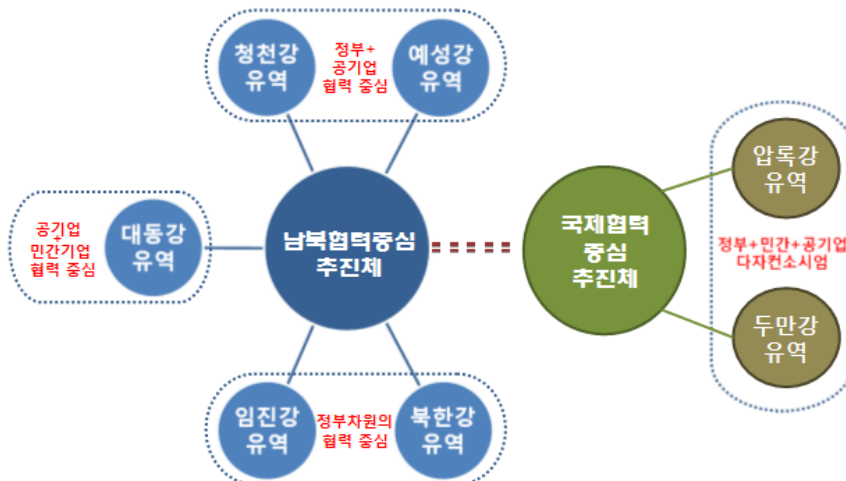 청천강
유역
정부+
공기업
협력 중심
예성강
유역
압록강
유역
공기업
+
민간기업
협력 중심
대동강
유역
남북협력중심
추진체
국제협력
중심
추진체
정부+민간+공기업
다자컨소시엄
두만강
유역
임진강
유역
정부차원의
협력 중심
북한강
유역